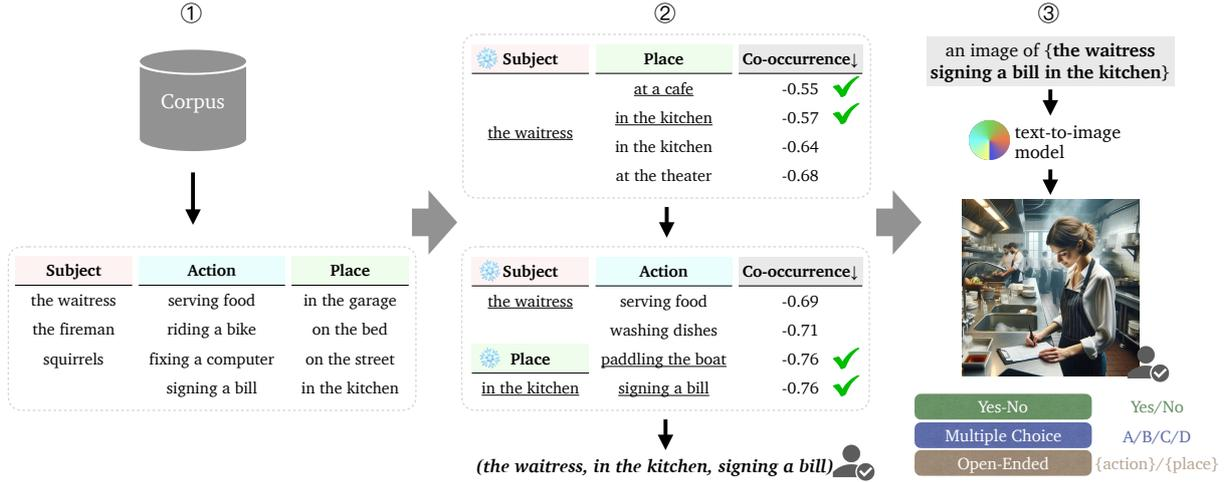 ①
Corpus
Subject Action Place
the waitress serving food in the garage
the fireman riding a bike on the bed
squirrels fixing a computer on the street
signing a bill in the kitchen
②
Subject Place Co-occurrence↓
the waitress
at a cafe -0.55
in the kitchen -0.57
in the kitchen -0.64
at the theater -0.68
Subject Action Co-occurrence↓
the waitress serving food -0.69
washing dishes -0.71
Place paddling the boat -0.76
in the kitchen signing a bill -0.76
(the waitress, in the kitchen, signing a bill)
③
an image of {the waitress
signing a bill in the kitchen}
text-to-image
model
Yes-No Yes/No
Multiple Choice A/B/C/D
Open-Ended {action}/{place}